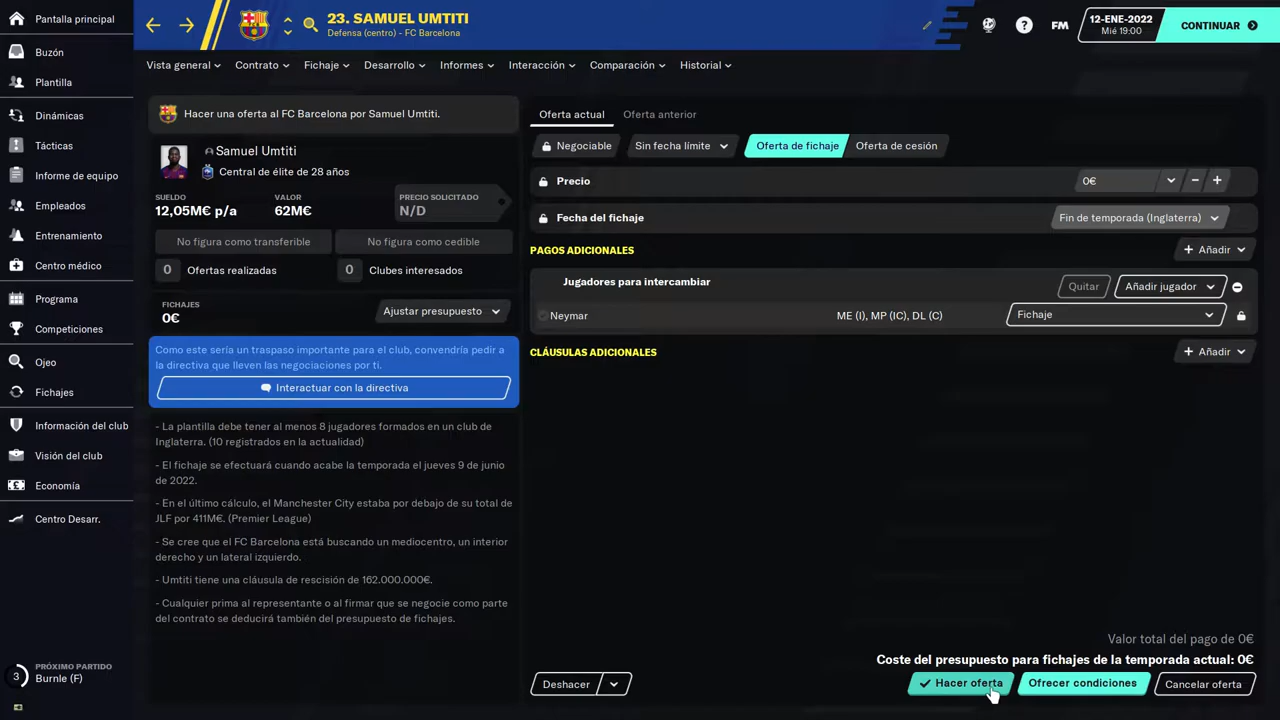 Pantalla principal
Buzón
Plantilla
Dinámicas
Tácticas
Informe de equipo
Empleados
Entrenamiento
Centro médico
Programa
Competiciones
Ojeo
Fichajes
Información del club
Visión del club
Economía
Centro Desarr.
3
PRÓXIMO PARTIDO
Burnle (F)
23. SAMUEL UMTITI
Defensa (centro) - FC Barcelona
FM
12-ENE-2022
Mié 19:00
CONTINUAR
Vista general
Contrato
Fichaje
Desarrollo
Informes
Interacción
Comparación
Historial
Hacer una oferta al FC Barcelona por Samuel Umtiti.
Samuel Umtiti
Central de élite de 28 años
SUELDO
12,05M€ p/a
VALOR
62M€
PRECIO SOLICITADO
N/D
No figura como transferible
No figura como cedible
0 Ofertas realizadas
0 Clubes interesados
FICHAJES
0€
Ajustar presupuesto
Como este sería un traspaso importante para el club, convendría pedir a
la directiva que lleven las negociaciones por ti.
Interactuar con la directiva
- La plantilla debe tener al menos 8 jugadores formados en un club de
Inglaterra. (10 registrados en la actualidad)
- El fichaje se efectuará cuando acabe la temporada el jueves 9 de junio
de 2022.
- En el último cálculo, el Manchester City estaba por debajo de su total de
JLF por 411M€. (Premier League)
- Se cree que el FC Barcelona está buscando un mediocentro, un interior
derecho y un lateral izquierdo.
- Umtiti tiene una cláusula de rescisión de 162.000.000€.
- Cualquier prima al representante o al firmar que se negocie como parte
del contrato se deducirá también del presupuesto de fichajes.
Oferta actual
Oferta anterior
Negociable
Sin fecha límite
Oferta de fichaje
Oferta de cesión
Precio
0€
Fecha del fichaje
Fin de temporada (Inglaterra)
PAGOS ADICIONALES
Añadir
Jugadores para intercambiar
Quitar
Añadir jugador
Neymar
ME (I), MP (IC), DL (C)
Fichaje
CLÁUSULAS ADICIONALES
Añadir
Valor total del pago de 0€
Coste del presupuesto para fichajes de la temporada actual: 0€
Deshacer
Hacer oferta
Ofrecer condiciones
Cancelar oferta